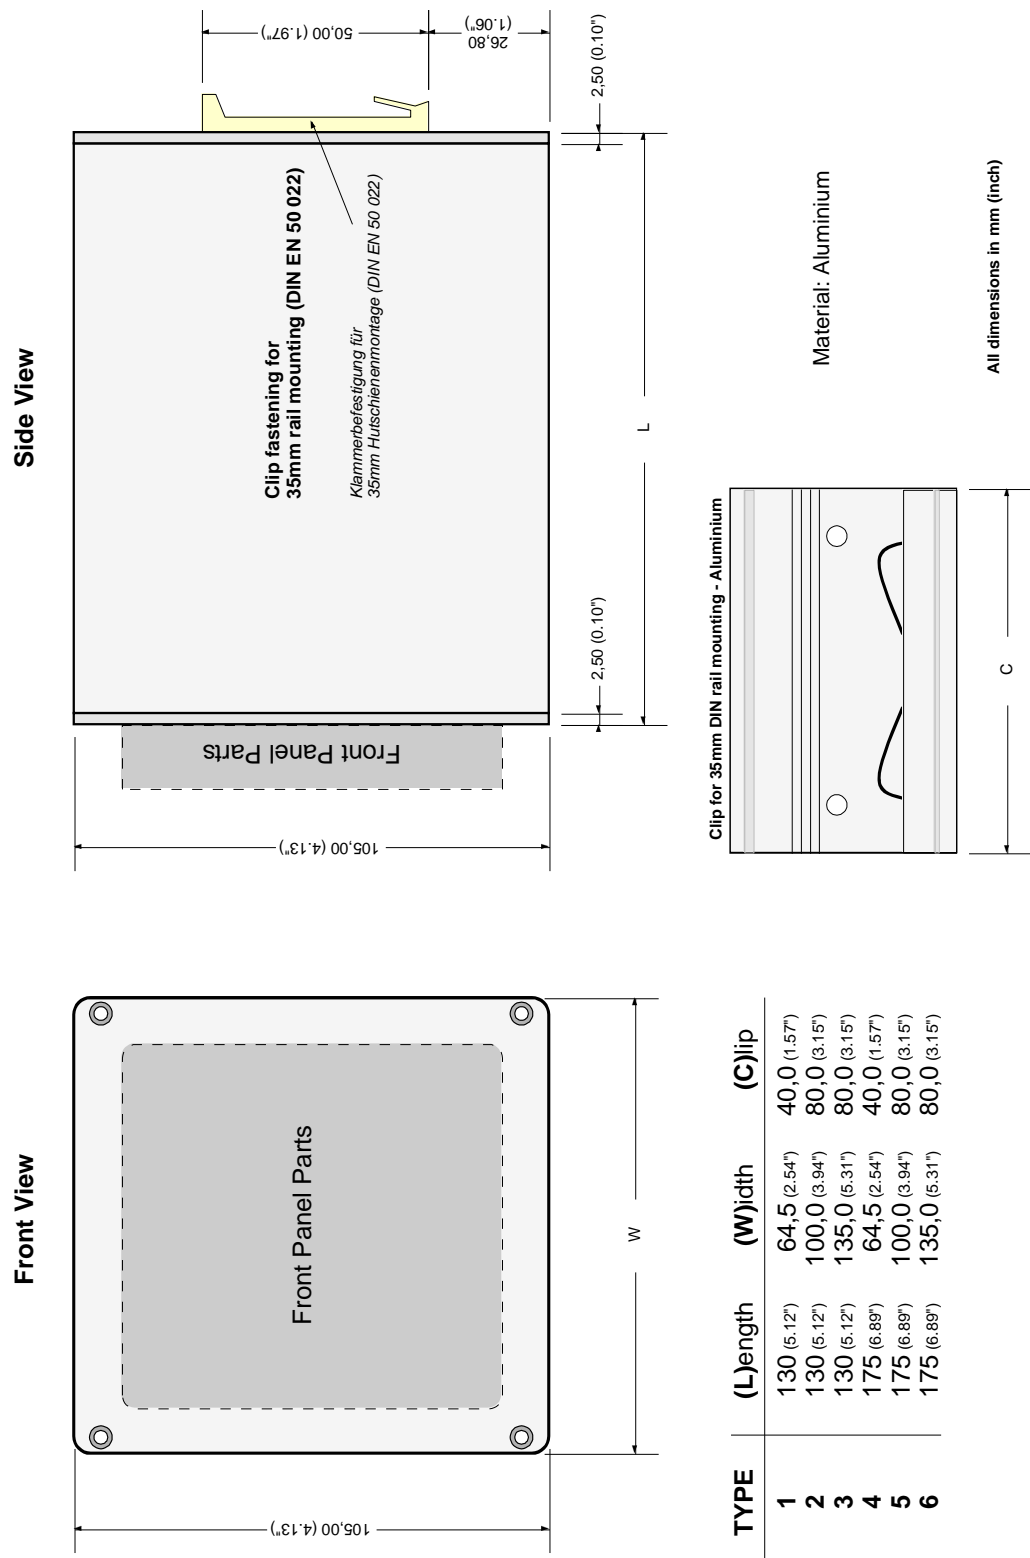 Front View
Side View
105,00 (4.13")
Front Panel Parts
W
105,00 (4.13")
Front Panel Parts
Clip fastening for
35mm rail mounting (DIN EN 50 022)
Klammerbefestigung für
35mm Hutschienenmontage (DIN EN 50 022)
50,00 (1.97")
26,80
(1.06")
2,50 (0.10")
2,50 (0.10")
L
TYPE (L)ength (W)idth (C)lip
1 130 (5.12") 64,5 (2.54") 40,0 (1.57")
2 130 (5.12") 100,0 (3.94") 80,0 (3.15")
3 130 (5.12") 135,0 (5.31") 80,0 (3.15")
4 175 (6.89") 64,5 (2.54") 40,0 (1.57")
5 175 (6.89") 100,0 (3.94") 80,0 (3.15")
6 175 (6.89") 135,0 (5.31") 80,0 (3.15")
Clip for 35mm DIN rail mounting - Aluminium
C
Material: Aluminium
All dimensions in mm (inch)